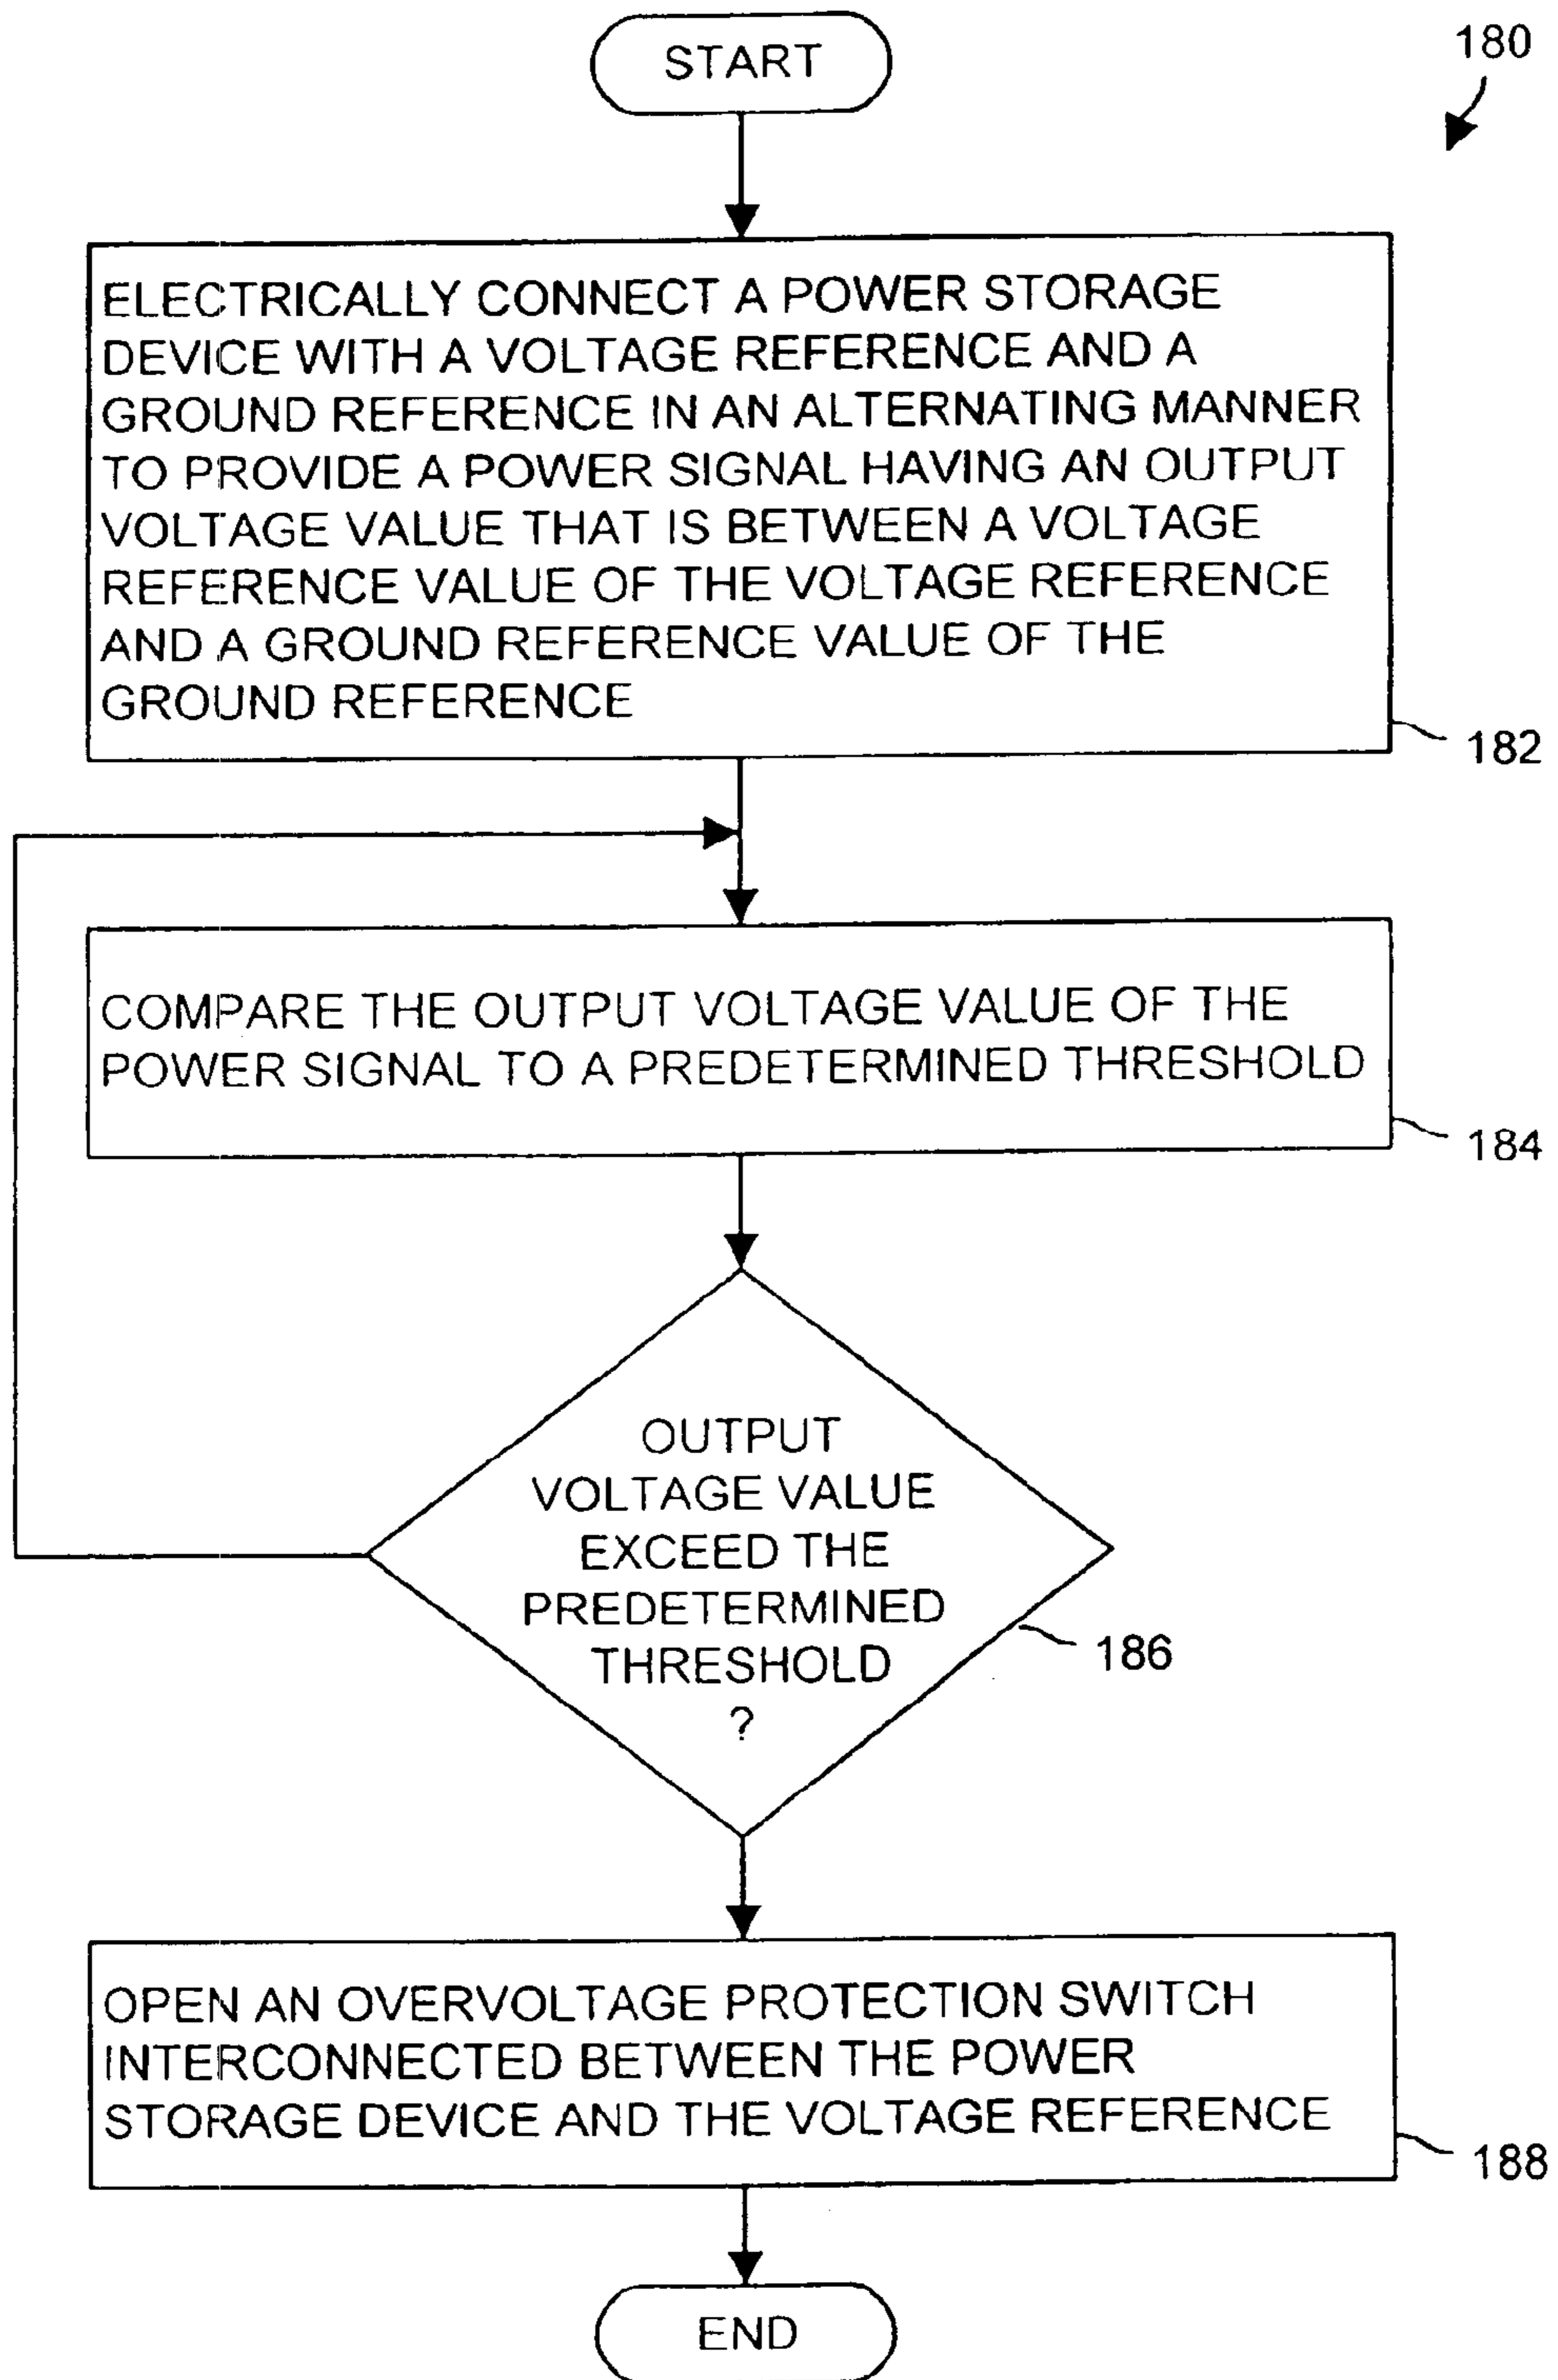 START
180
ELECTRICALLY CONNECT A POWER STORAGE
DEVICE WITH A VOLTAGE REFERENCE AND A
GROUND REFERENCE IN AN ALTERNATING MANNER
TO PROVIDE A POWER SIGNAL HAVING AN OUTPUT
VOLTAGE VALUE THAT IS BETWEEN A VOLTAGE
REFERENCE VALUE OF THE VOLTAGE REFERENCE
AND A GROUND REFERENCE VALUE OF THE
GROUND REFERENCE
182
COMPARE THE OUTPUT VOLTAGE VALUE OF THE
POWER SIGNAL TO A PREDETERMINED THRESHOLD
184
OUTPUT
VOLTAGE VALUE
EXCEED THE
PREDETERMINED
THRESHOLD
?
186
OPEN AN OVERVOLTAGE PROTECTION SWITCH
INTERCONNECTED BETWEEN THE POWER
STORAGE DEVICE AND THE VOLTAGE REFERENCE
188
END